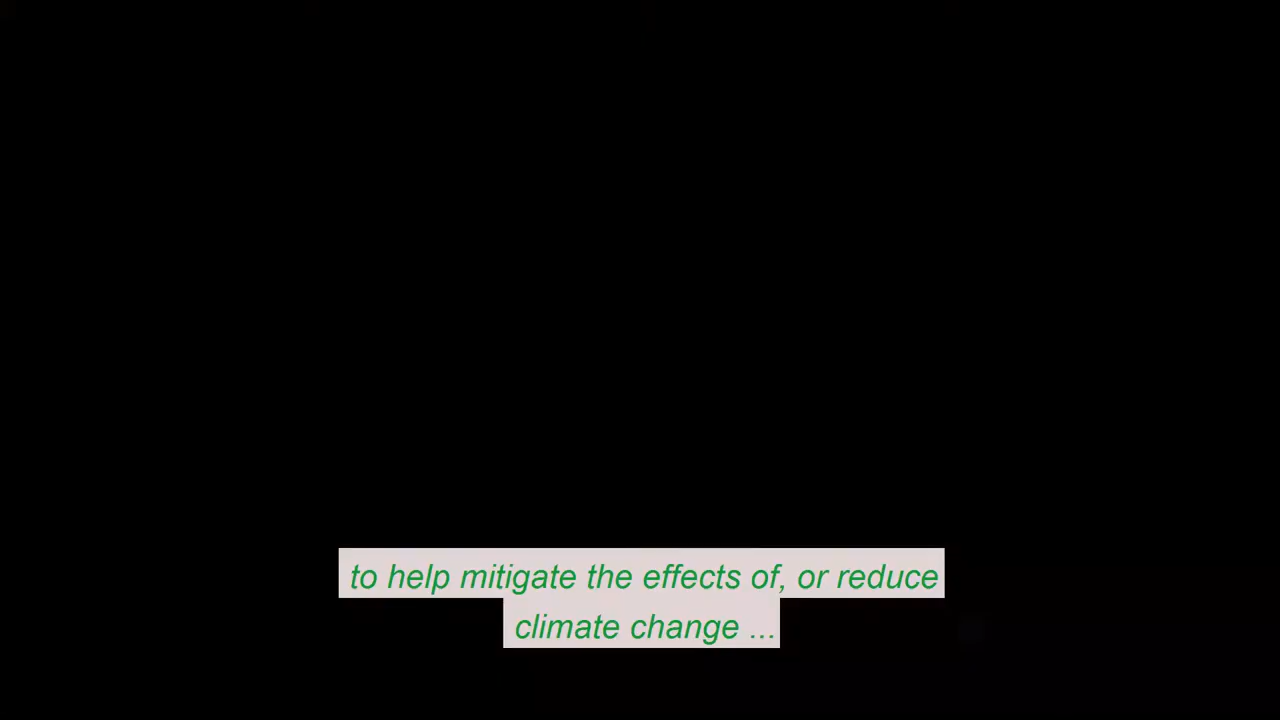 to help mitigate the effects of, or reduce
climate change ...